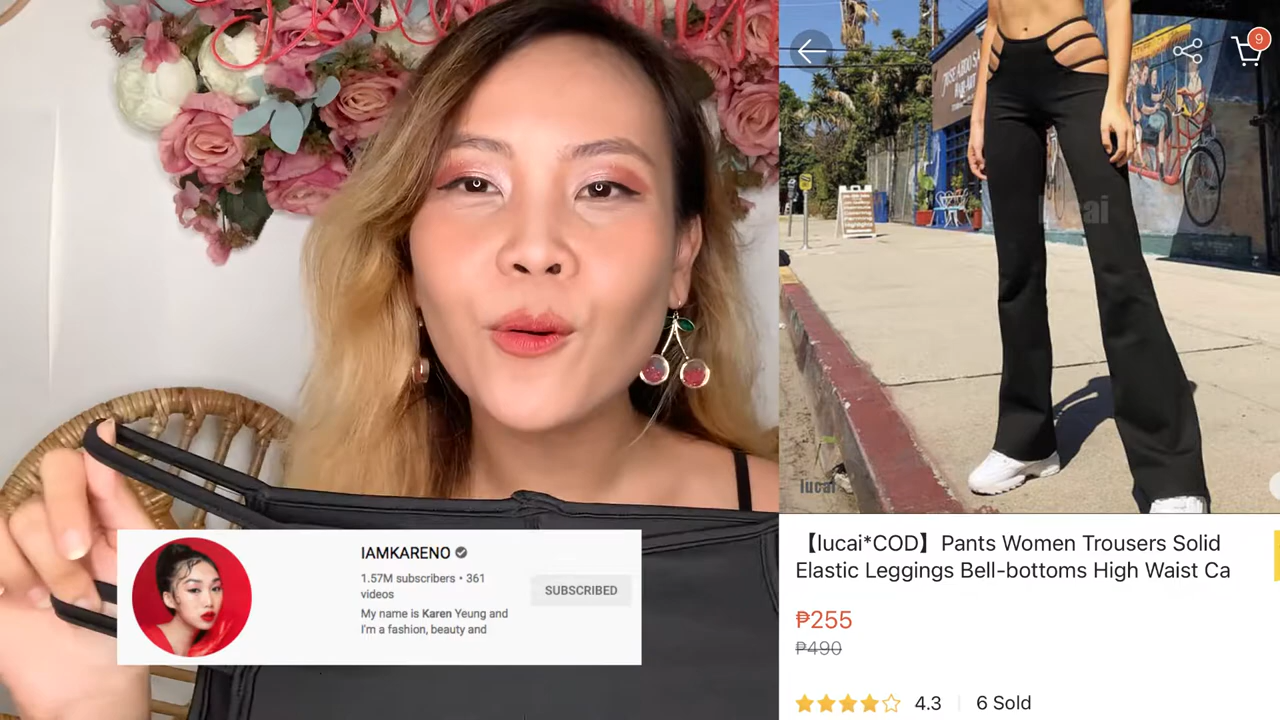 IAMKARENO
1.57M subscribers • 361
videos
My name is Karen Yeung and
I'm a fashion, beauty and
SUBSCRIBED
9
lucai
lucai
【lucai*COD】Pants Women Trousers Solid
Elastic Leggings Bell-bottoms High Waist Ca
₱255
₱490
4.3
6 Sold